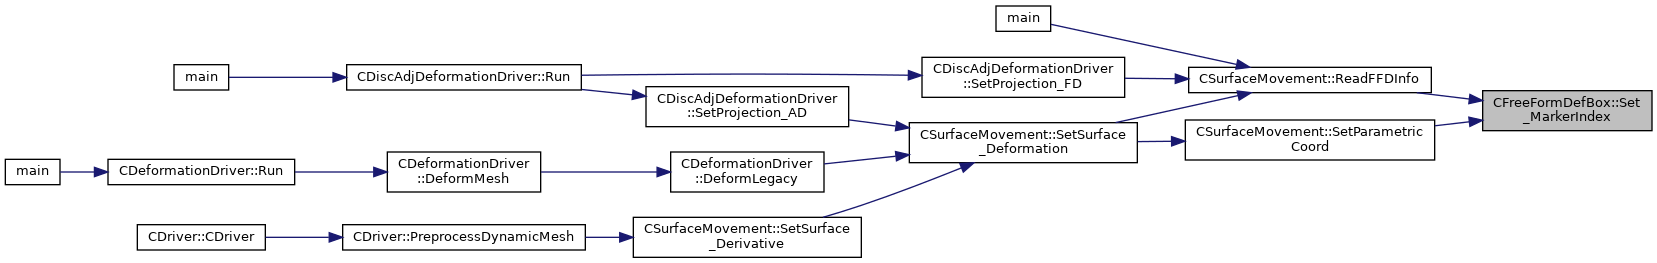 main
CDiscAdjDeformationDriver
::SetProjection_FD
CSurfaceMovement::ReadFFDInfo
main
CDiscAdjDeformationDriver::Run
CDiscAdjDeformationDriver
::SetProjection_AD
CFreeFormDefBox::Set
_MarkerIndex
CSurfaceMovement::SetSurface
_Deformation
CSurfaceMovement::SetParametric
Coord
main
CDeformationDriver::Run
CDeformationDriver
::DeformMesh
CDeformationDriver
::DeformLegacy
CDriver::CDriver
CDriver::PreprocessDynamicMesh
CSurfaceMovement::SetSurface
_Derivative